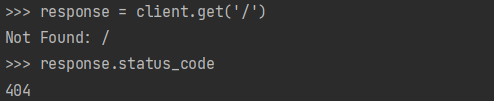 >>> response = client.get('/')
Not Found: /
>>> response.status_code
404